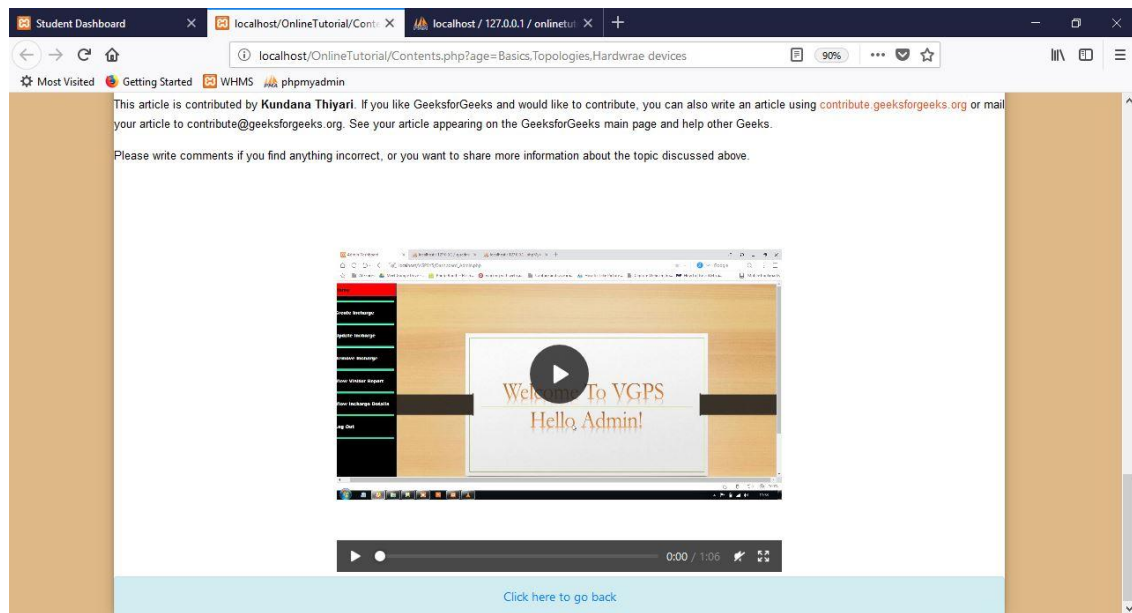 Student Dashboard
localhost/OnlineTutorial/Conte
localhost / 127.0.0.1 / onlinetut
localhost/OnlineTutorial/Contents.php?age=Basics,Topologies,Hardwrae devices
90%
Most Visited
Getting Started
WHMS
phpmyadmin
This article is contributed by Kundana Thiyari. If you like GeeksforGeeks and would like to contribute, you can also write an article using contribute.geeksforgeeks.org or mail
your article to contribute@geeksforgeeks.org. See your article appearing on the GeeksforGeeks main page and help other Geeks.
Please write comments if you find anything incorrect, or you want to share more information about the topic discussed above.
Create Incharge
Update Incharge
Remove Incharge
View Visitor Report
View Incharge Details
Log Out
Welcome To VGPS
Hello, Admin!
0:00 / 1:06
Click here to go back